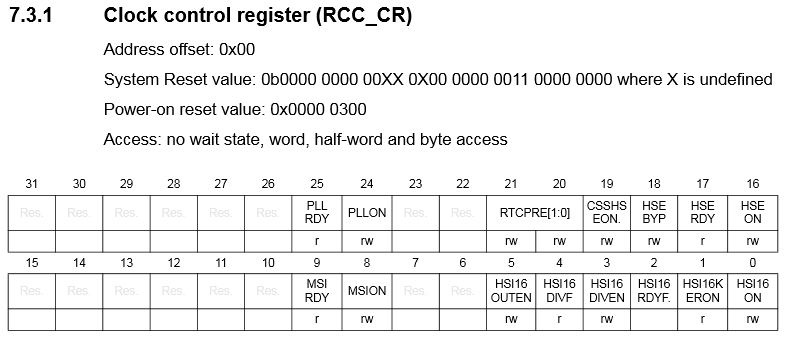 7.3.1 Clock control register (RCC_CR)
Address offset: 0x00
System Reset value: 0b0000 0000 00XX 0X00 0000 0011 0000 0000 where X is undefined
Power-on reset value: 0x0000 0300
Access: no wait state, word, half-word and byte access
31 30 29 28 27 26 25 24 23 22 21 20 19 18 17 16
Res. Res. Res. Res. Res. Res. PLL RDY PLLON Res. Res. RTCPRE[1:0] CSSHS EON. HSE BYP HSE RDY HSE ON
r rw rw rw rw rw r rw
15 14 13 12 11 10 9 8 7 6 5 4 3 2 1 0
Res. Res. Res. Res. Res. Res. MSI RDY MSION Res. Res. HSI16 OUTEN HSI16 DIVF HSI16 DIVEN HSI16 RDYF. HSI16K ERON HSI16 ON
r rw rw r rw r rw